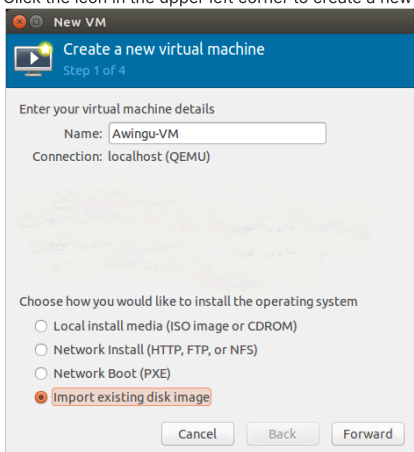 Click the icon in the upper left corner to create a new
New VM
Create a new virtual machine
Step 1 of 4
Enter your virtual machine details
Name: Awingu-VM
Connection: localhost (QEMU)
Choose how you would like to install the operating system
Local install media (ISO image or CDROM)
Network Install (HTTP, FTP, or NFS)
Network Boot (PXE)
Import existing disk image
Cancel Back Forward